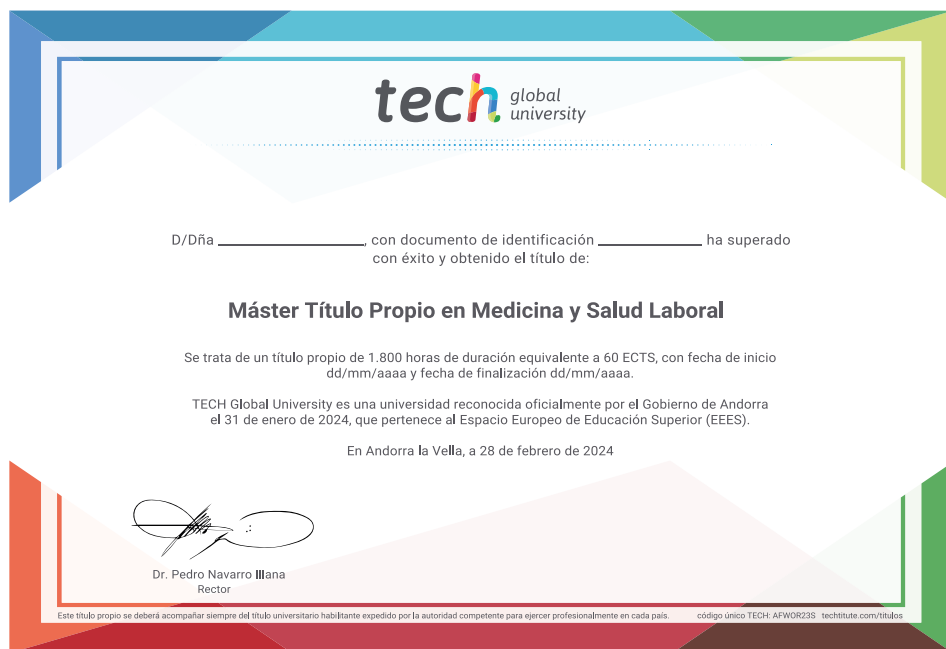 tech global university
D/Dña ______________, con documento de identificación __________ ha superado
con éxito y obtenido el título de:
Máster Título Propio en Medicina y Salud Laboral
Se trata de un título propio de 1.800 horas de duración equivalente a 60 ECTS, con fecha de inicio
dd/mm/aaaa y fecha de finalización dd/mm/aaaa.
TECH Global University es una universidad reconocida oficialmente por el Gobierno de Andorra
el 31 de enero de 2024, que pertenece al Espacio Europeo de Educación Superior (EEES).
En Andorra la Vella, a 28 de febrero de 2024
Dr. Pedro Navarro Illana
Rector
Este título propio se deberá acompañar siempre del título universitario habilitante expedido por la autoridad competente para ejercer profesionalmente en cada país. código único TECH: AFWOR23S techtitute.com/titulos